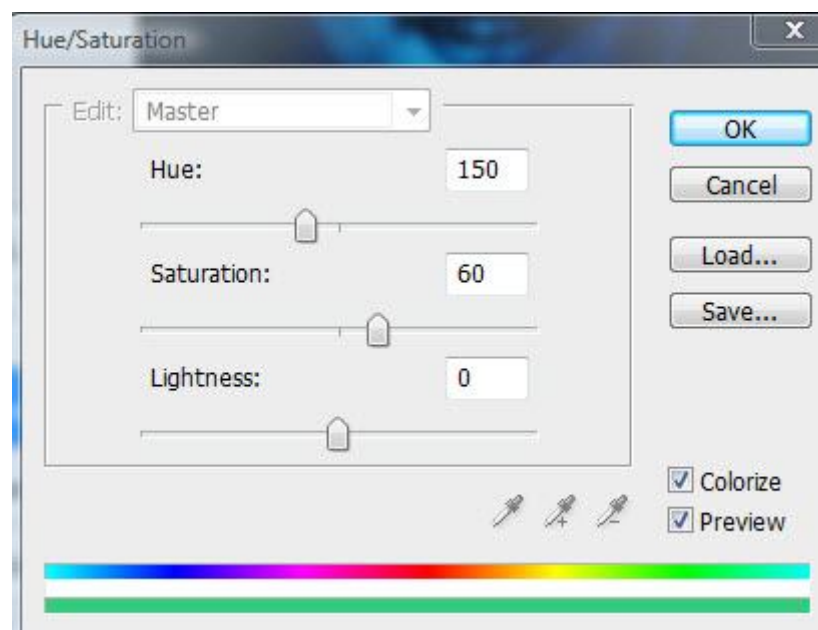 Hue/Saturation
X
Edit: Master
OK
Hue: 150
Cancel
Load...
Saturation: 60
Save...
Lightness: 0
Colorize
Preview